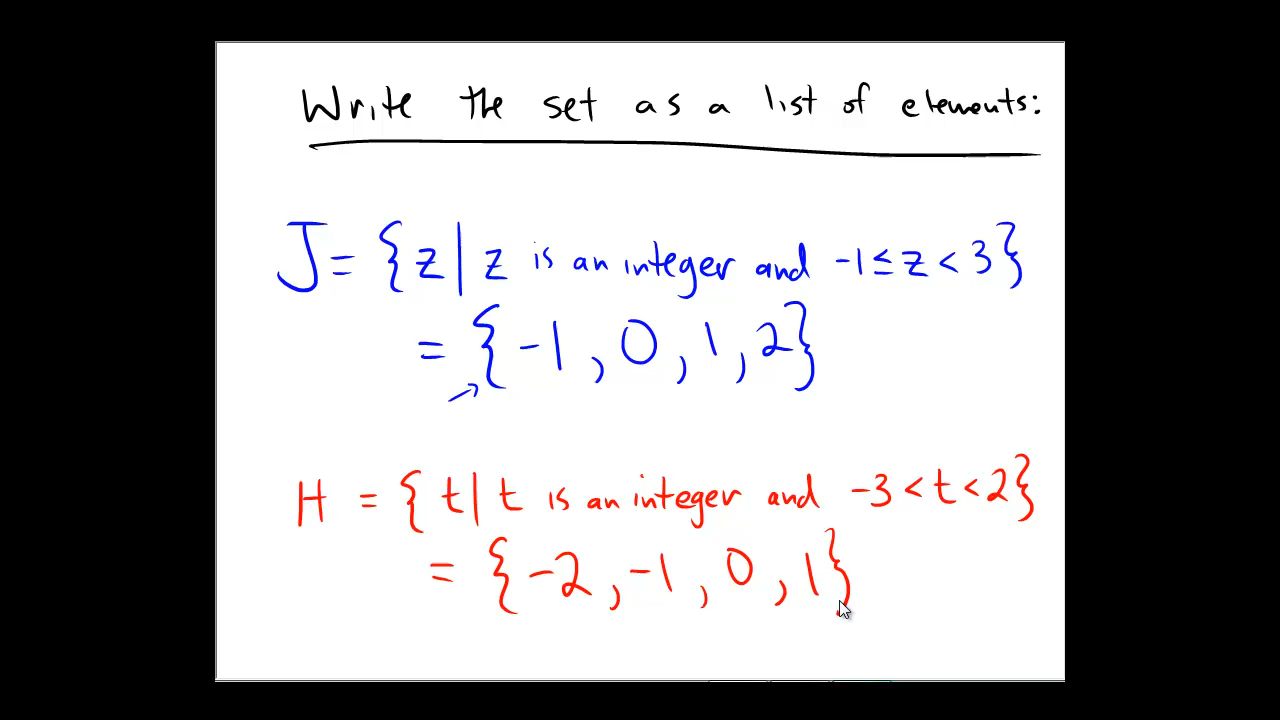 Write the set as a list of elements:
J = {z | z is an integer and -1 ≤ z < 3}
= {-1, 0, 1, 2}
H = {t | t is an integer and -3 < t < 2}
= {-2, -1, 0, 1}